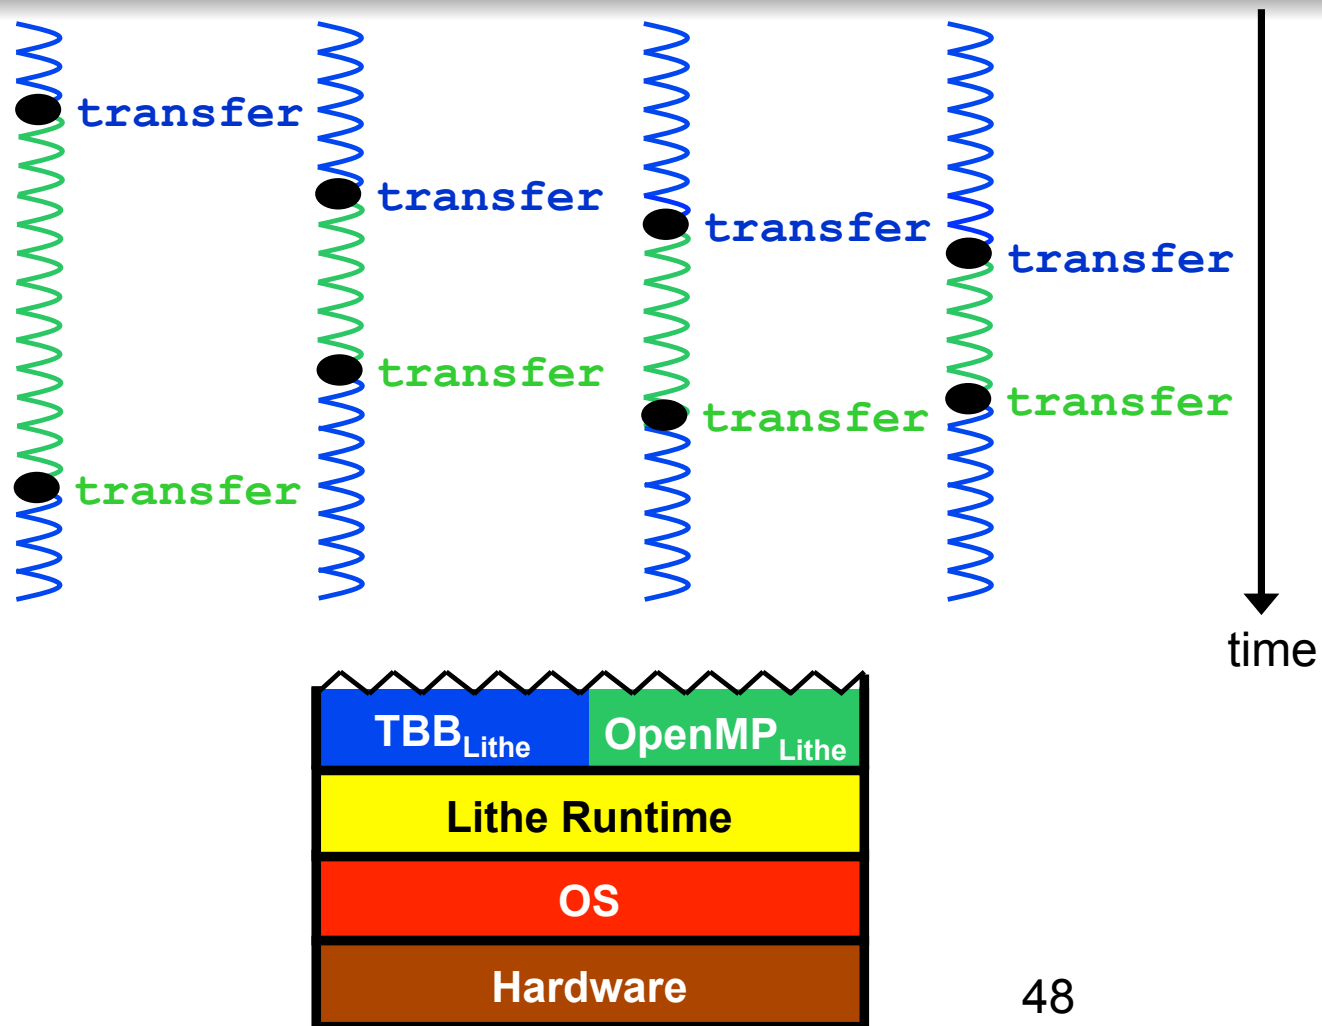 transfer
transfer
transfer
transfer
transfer
transfer
transfer
transfer
time
TBBLithe OpenMPLithe
Lithe Runtime
OS
Hardware
48